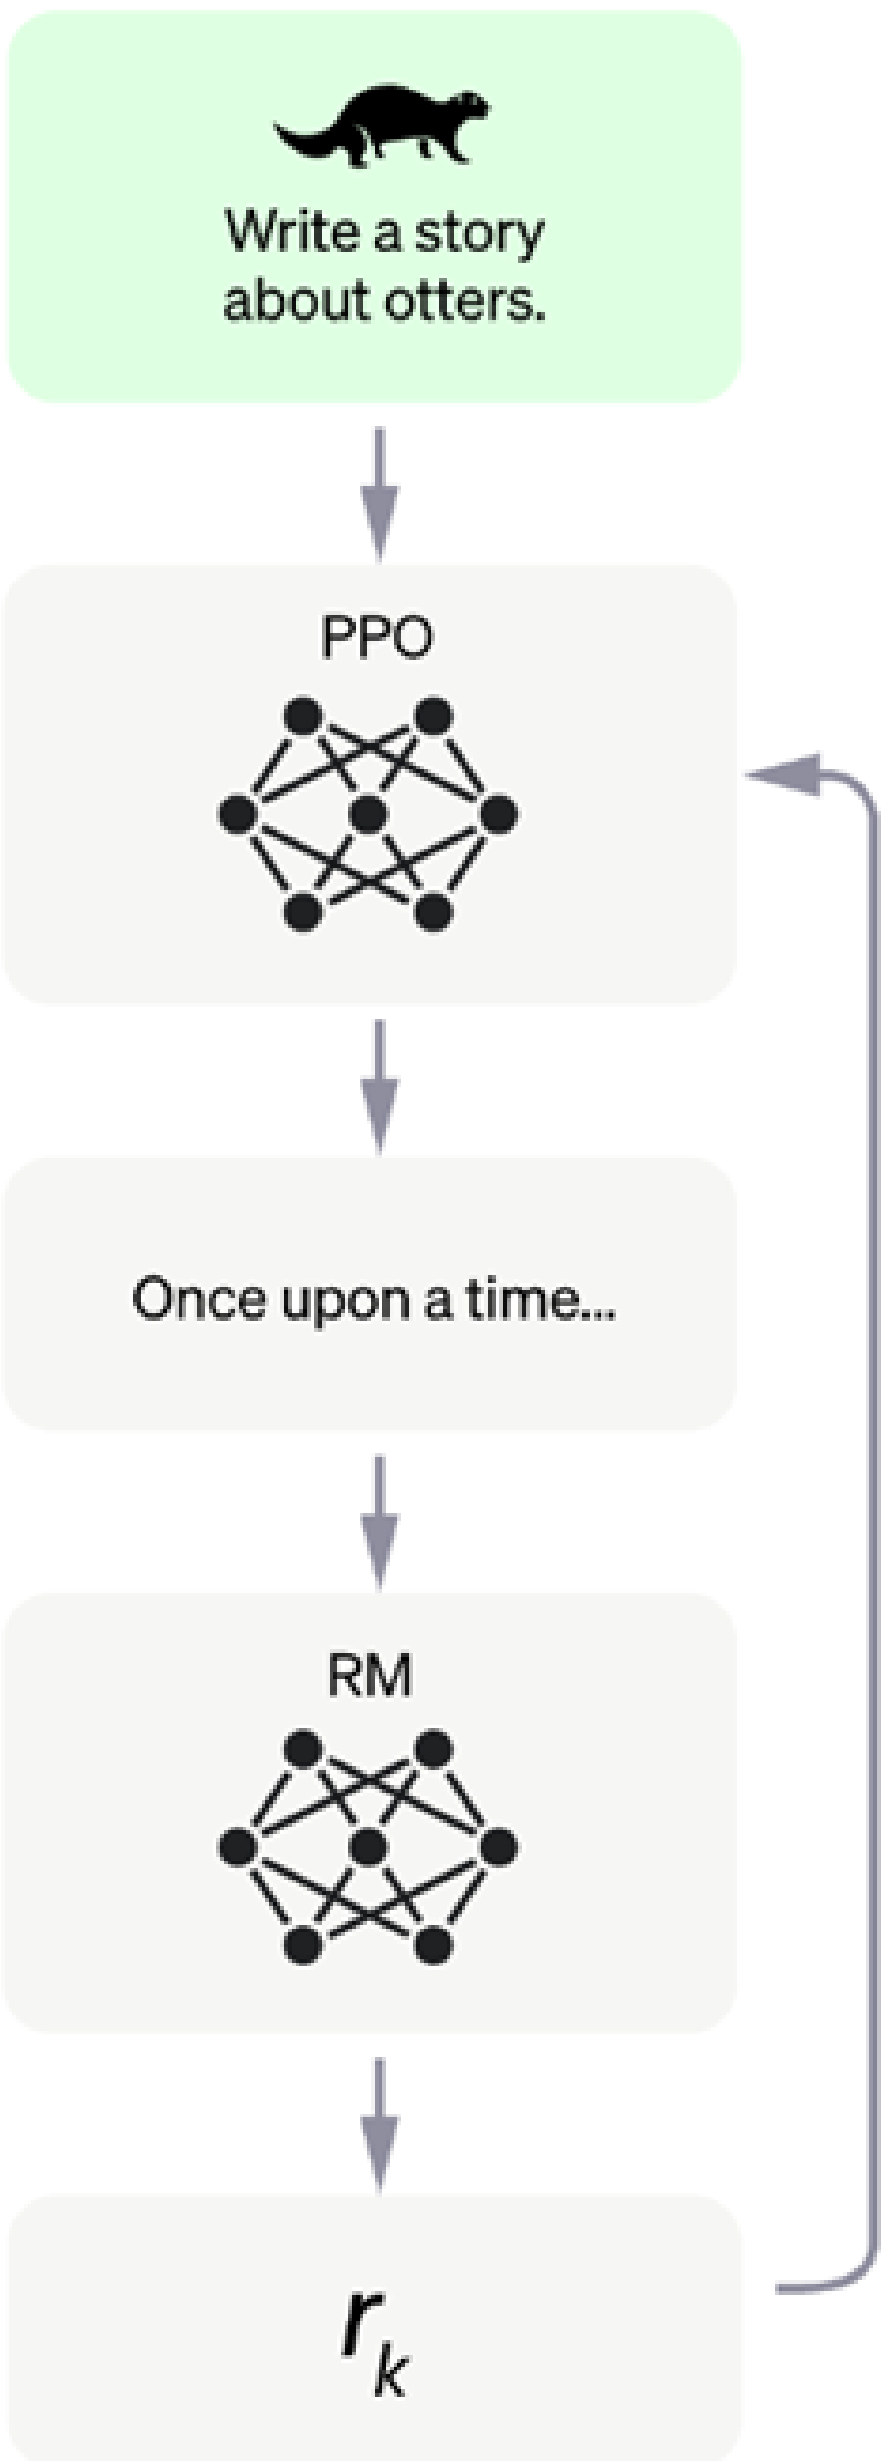 Write a story
about otters.
PPO
Once upon a time...
RM
r_k